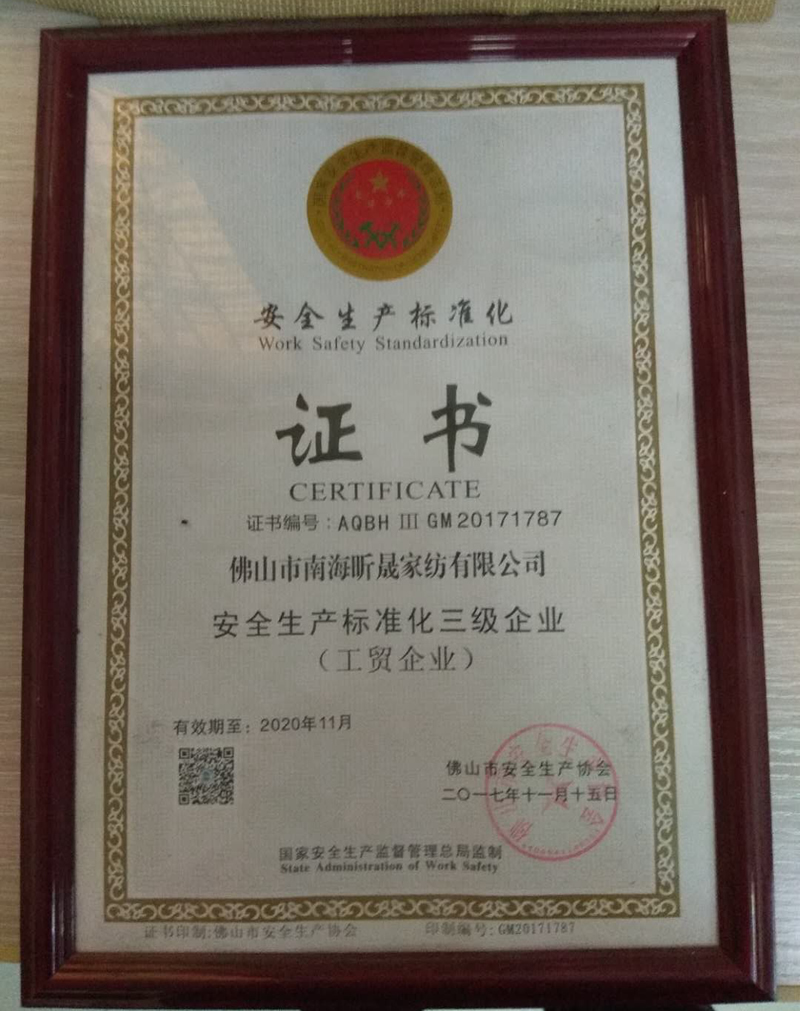 安全生产标准化
Work Safety Standardization
证书
CERTIFICATE
证书编号：AQBH III GM 20171787
佛山市南海昕晟家纺有限公司
安全生产标准化三级企业
（工贸企业）
有效期至：2020年11月
佛山市安全生产协会
二〇一七年十一月十五日
国家安全生产监督管理总局监制
State Administration of Work Safety
证书印制:佛山市安全生产协会 印制编号:GM20171787